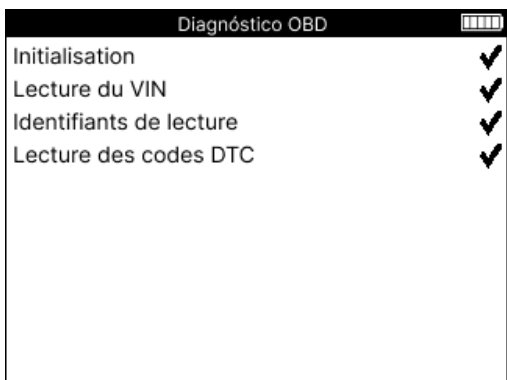 Diagnóstico OBD
Initialisation
Lecture du VIN
Identifiants de lecture
Lecture des codes DTC